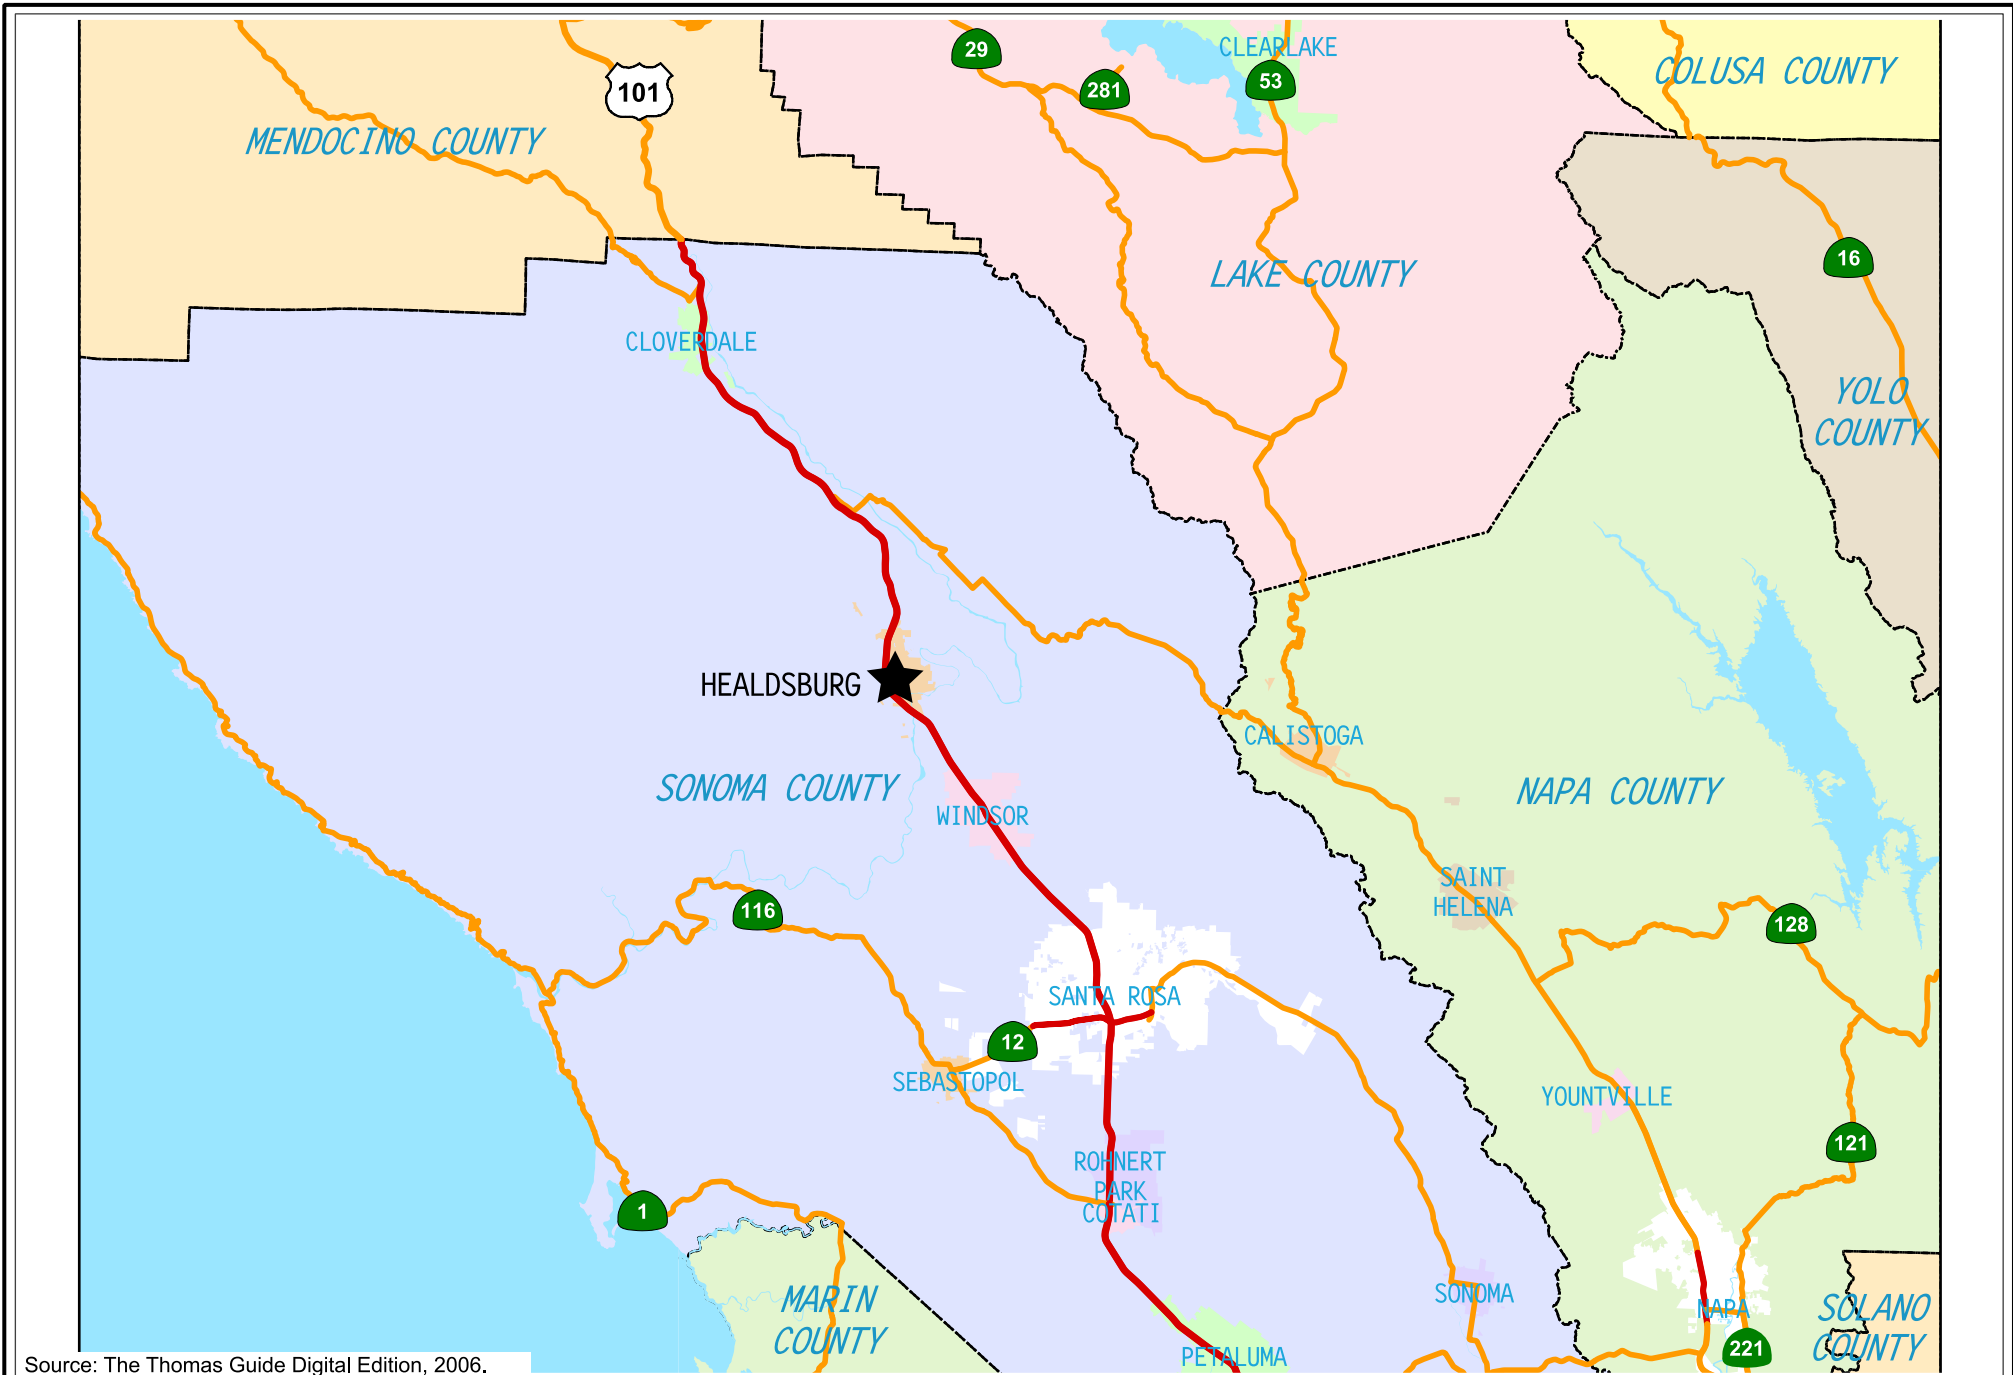 29
CLEARLAKE
COLUSA COUNTY
53
281
101
MENDOCINO COUNTY
16
LAKE COUNTY
CLOVERDALE
YOLO
COUNTY
HEALDSBURG
CALISTOGA
SONOMA COUNTY
NAPA COUNTY
WINDSOR
SAINT
HELENA
116
128
SANTA ROSA
12
SEBASTOPOL
YOUNTVILLE
121
ROHNERT
PARK
COTATI
1
MARIN
COUNTY
SONOMA
NAPA
SOLANO
COUNTY
221
PETALUMA
Source: The Thomas Guide Digital Edition, 2006.